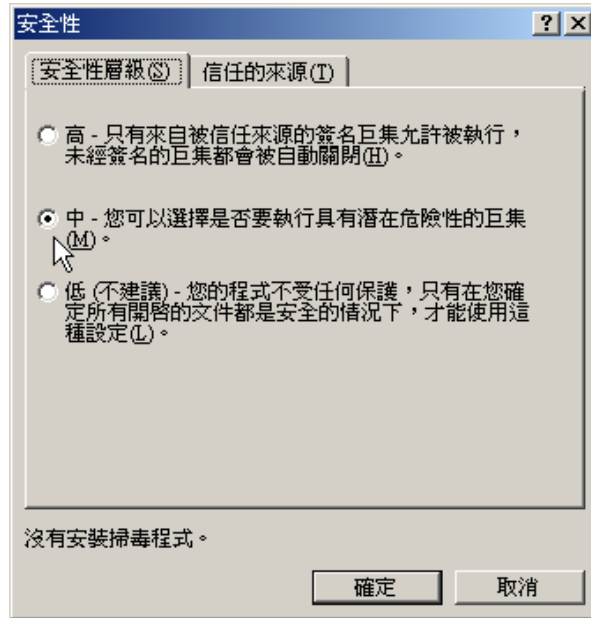 安全性
安全性層級(S)
信任的來源(T)
高 - 只有來自被信任來源的簽名巨集允許被執行，
未經簽名的巨集都會被自動關閉(H)。
中 - 您可以選擇是否要執行具有潛在危險性的巨集
(M)。
低 (不建議) - 您的程式不受任何保護，只有在您確
定所有開啓的文件都是安全的情況下，才能使用這
種設定(L)。
沒有安裝掃毒程式。
確定
取消